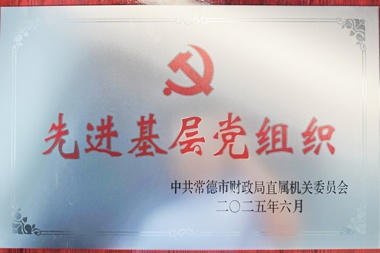 先进基层党组织
中共常德市财政局直属机关委员会
二〇二五年六月